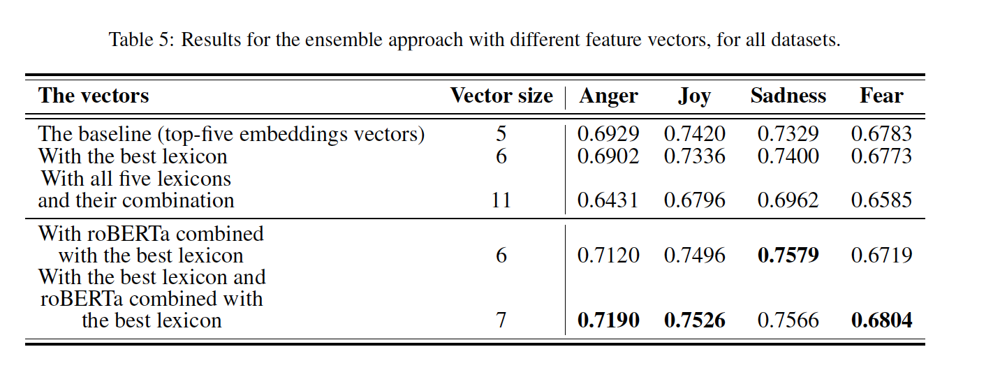 Table 5: Results for the ensemble approach with different feature vectors, for all datasets.
The vectors Vector size Anger Joy Sadness Fear
The baseline (top-five embeddings vectors) 5 0.6929 0.7420 0.7329 0.6783
With the best lexicon 6 0.6902 0.7336 0.7400 0.6773
With all five lexicons
and their combination 11 0.6431 0.6796 0.6962 0.6585
With roBERTa combined
with the best lexicon 6 0.7120 0.7496 0.7579 0.6719
With the best lexicon and
roBERTa combined with
the best lexicon 7 0.7190 0.7526 0.7566 0.6804